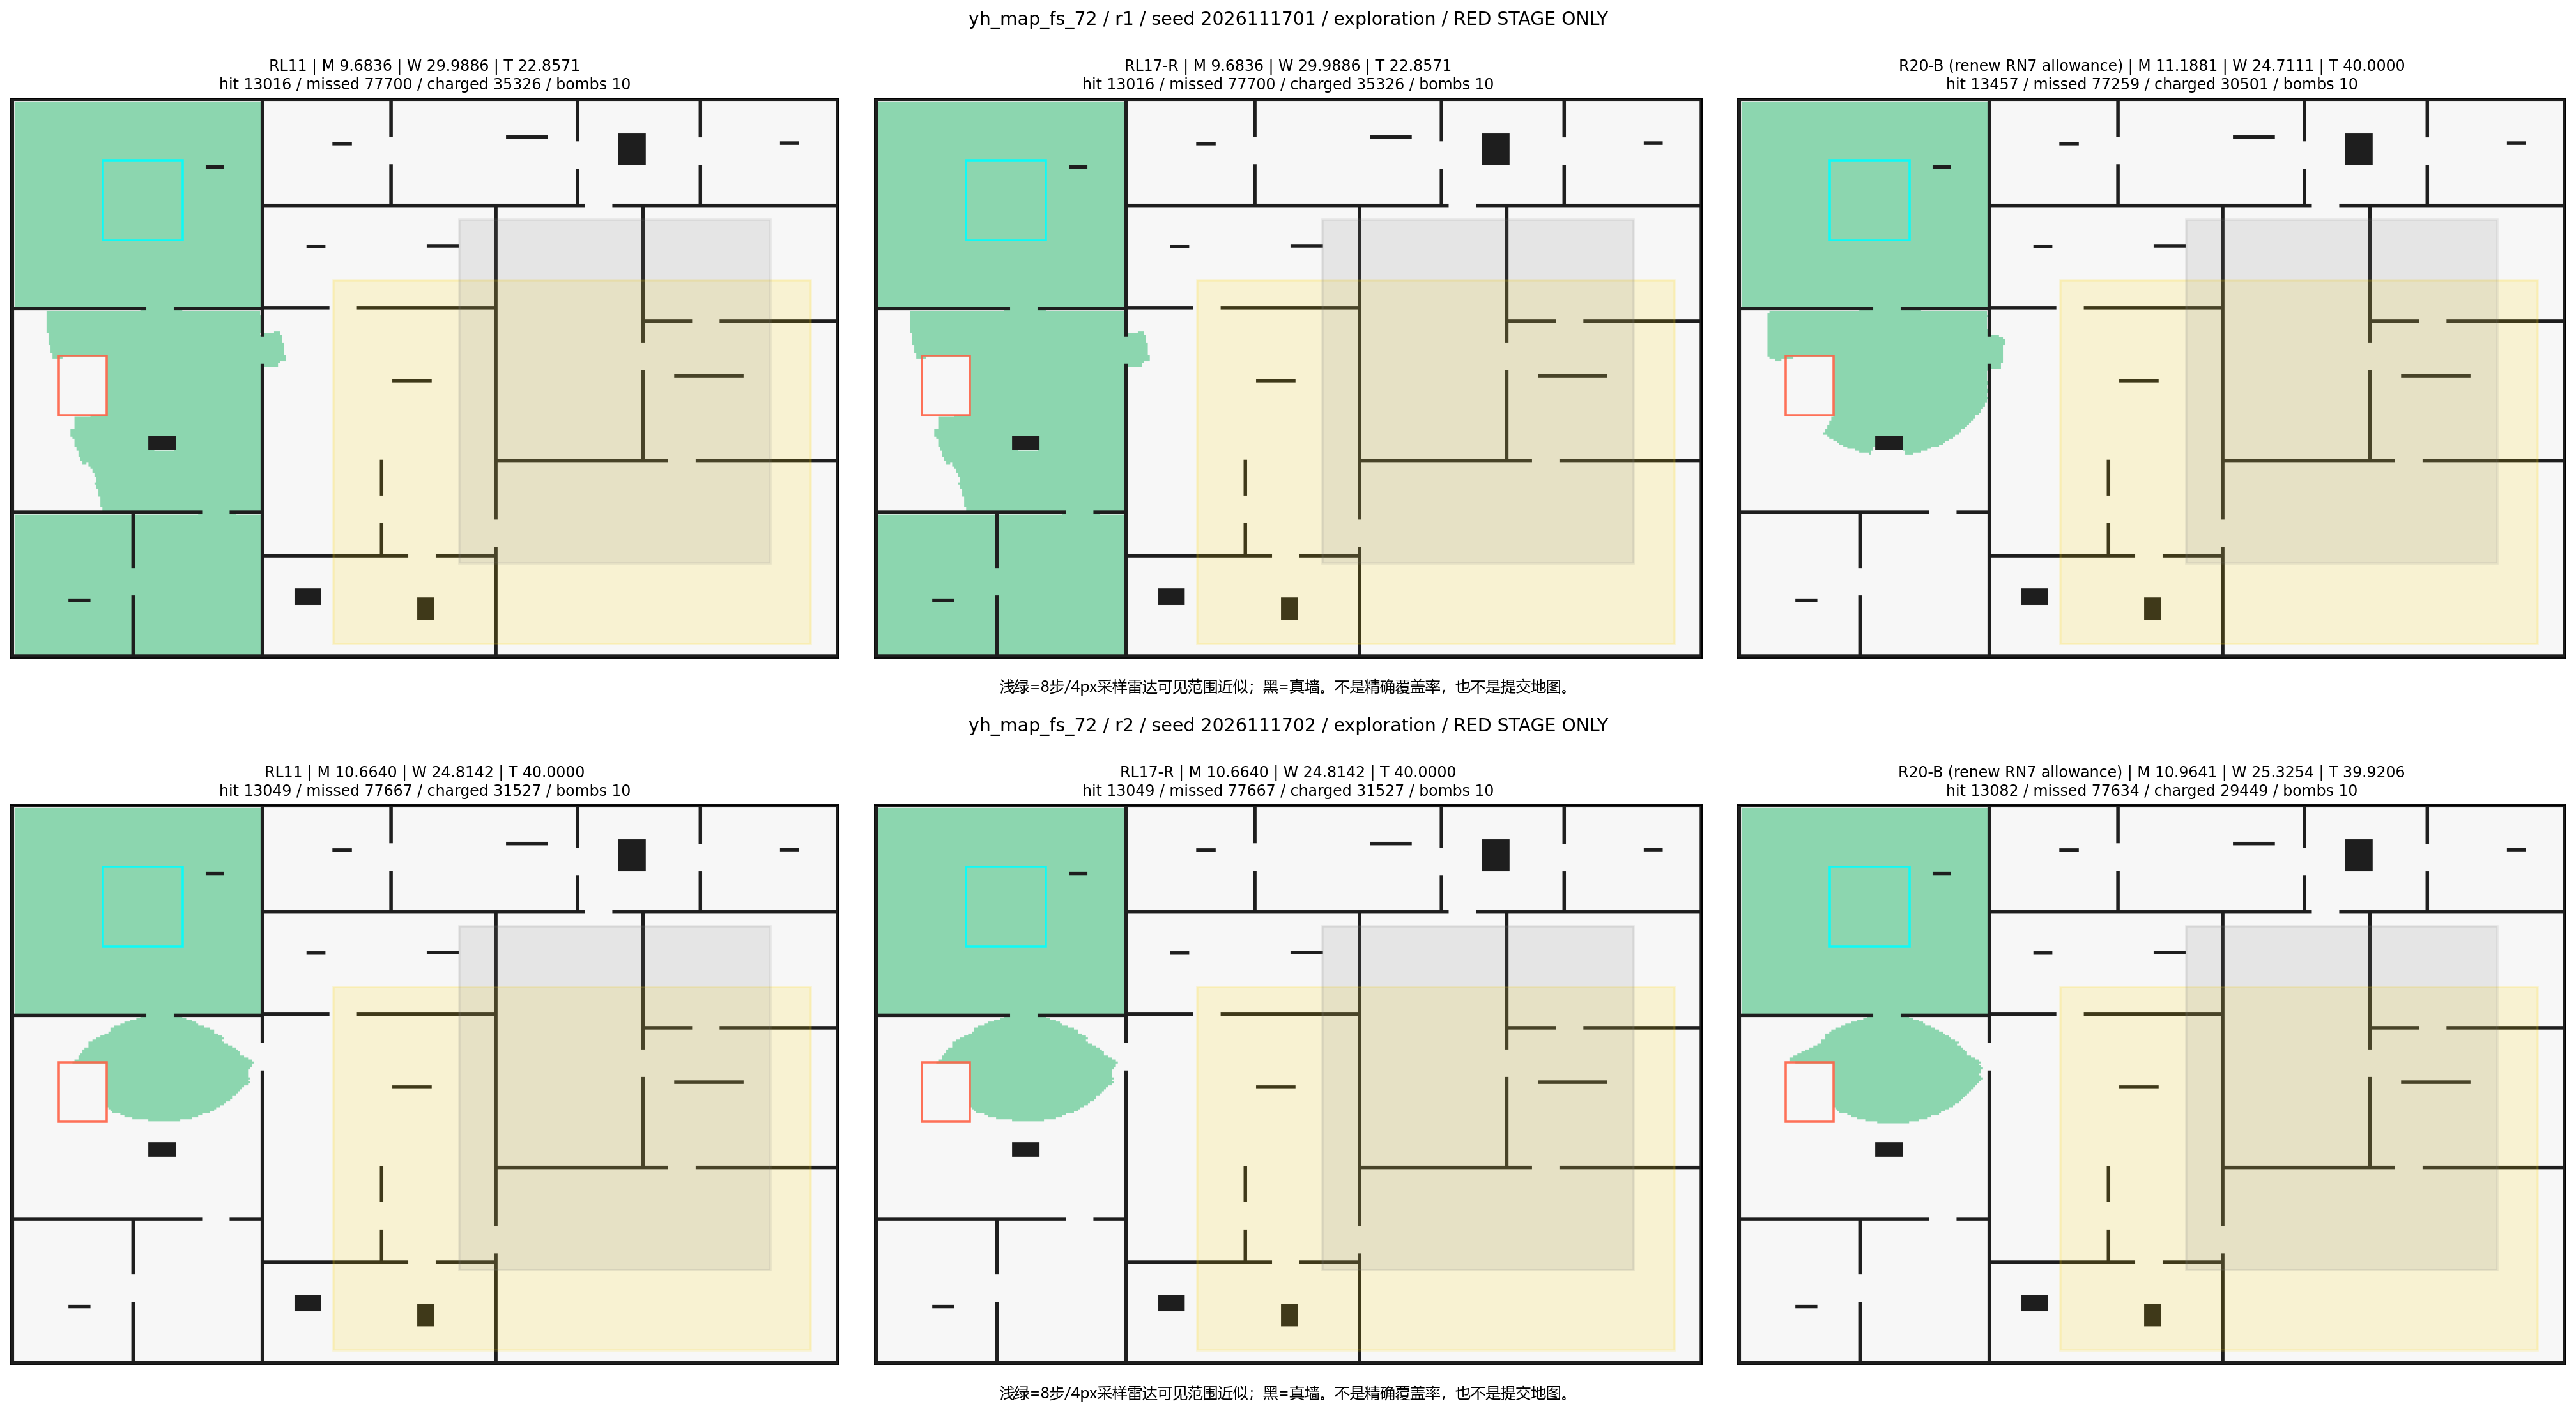 yh_map_fs_72 / r1 / seed 2026111701 / exploration / RED STAGE ONLY
RL11 | M 9.6836 | W 29.9886 | T 22.8571
hit 13016 / missed 77700 / charged 35326 / bombs 10
RL17-R | M 9.6836 | W 29.9886 | T 22.8571
hit 13016 / missed 77700 / charged 35326 / bombs 10
R20-B (renew RN7 allowance) | M 11.1881 | W 24.7111 | T 40.0000
hit 13457 / missed 77259 / charged 30501 / bombs 10
浅绿=8步/4px采样雷达可见范围近似；黑=真墙。不是精确覆盖率，也不是提交地图。
yh_map_fs_72 / r2 / seed 2026111702 / exploration / RED STAGE ONLY
RL11 | M 10.6640 | W 24.8142 | T 40.0000
hit 13049 / missed 77667 / charged 31527 / bombs 10
RL17-R | M 10.6640 | W 24.8142 | T 40.0000
hit 13049 / missed 77667 / charged 31527 / bombs 10
R20-B (renew RN7 allowance) | M 10.9641 | W 25.3254 | T 39.9206
hit 13082 / missed 77634 / charged 29449 / bombs 10
浅绿=8步/4px采样雷达可见范围近似；黑=真墙。不是精确覆盖率，也不是提交地图。